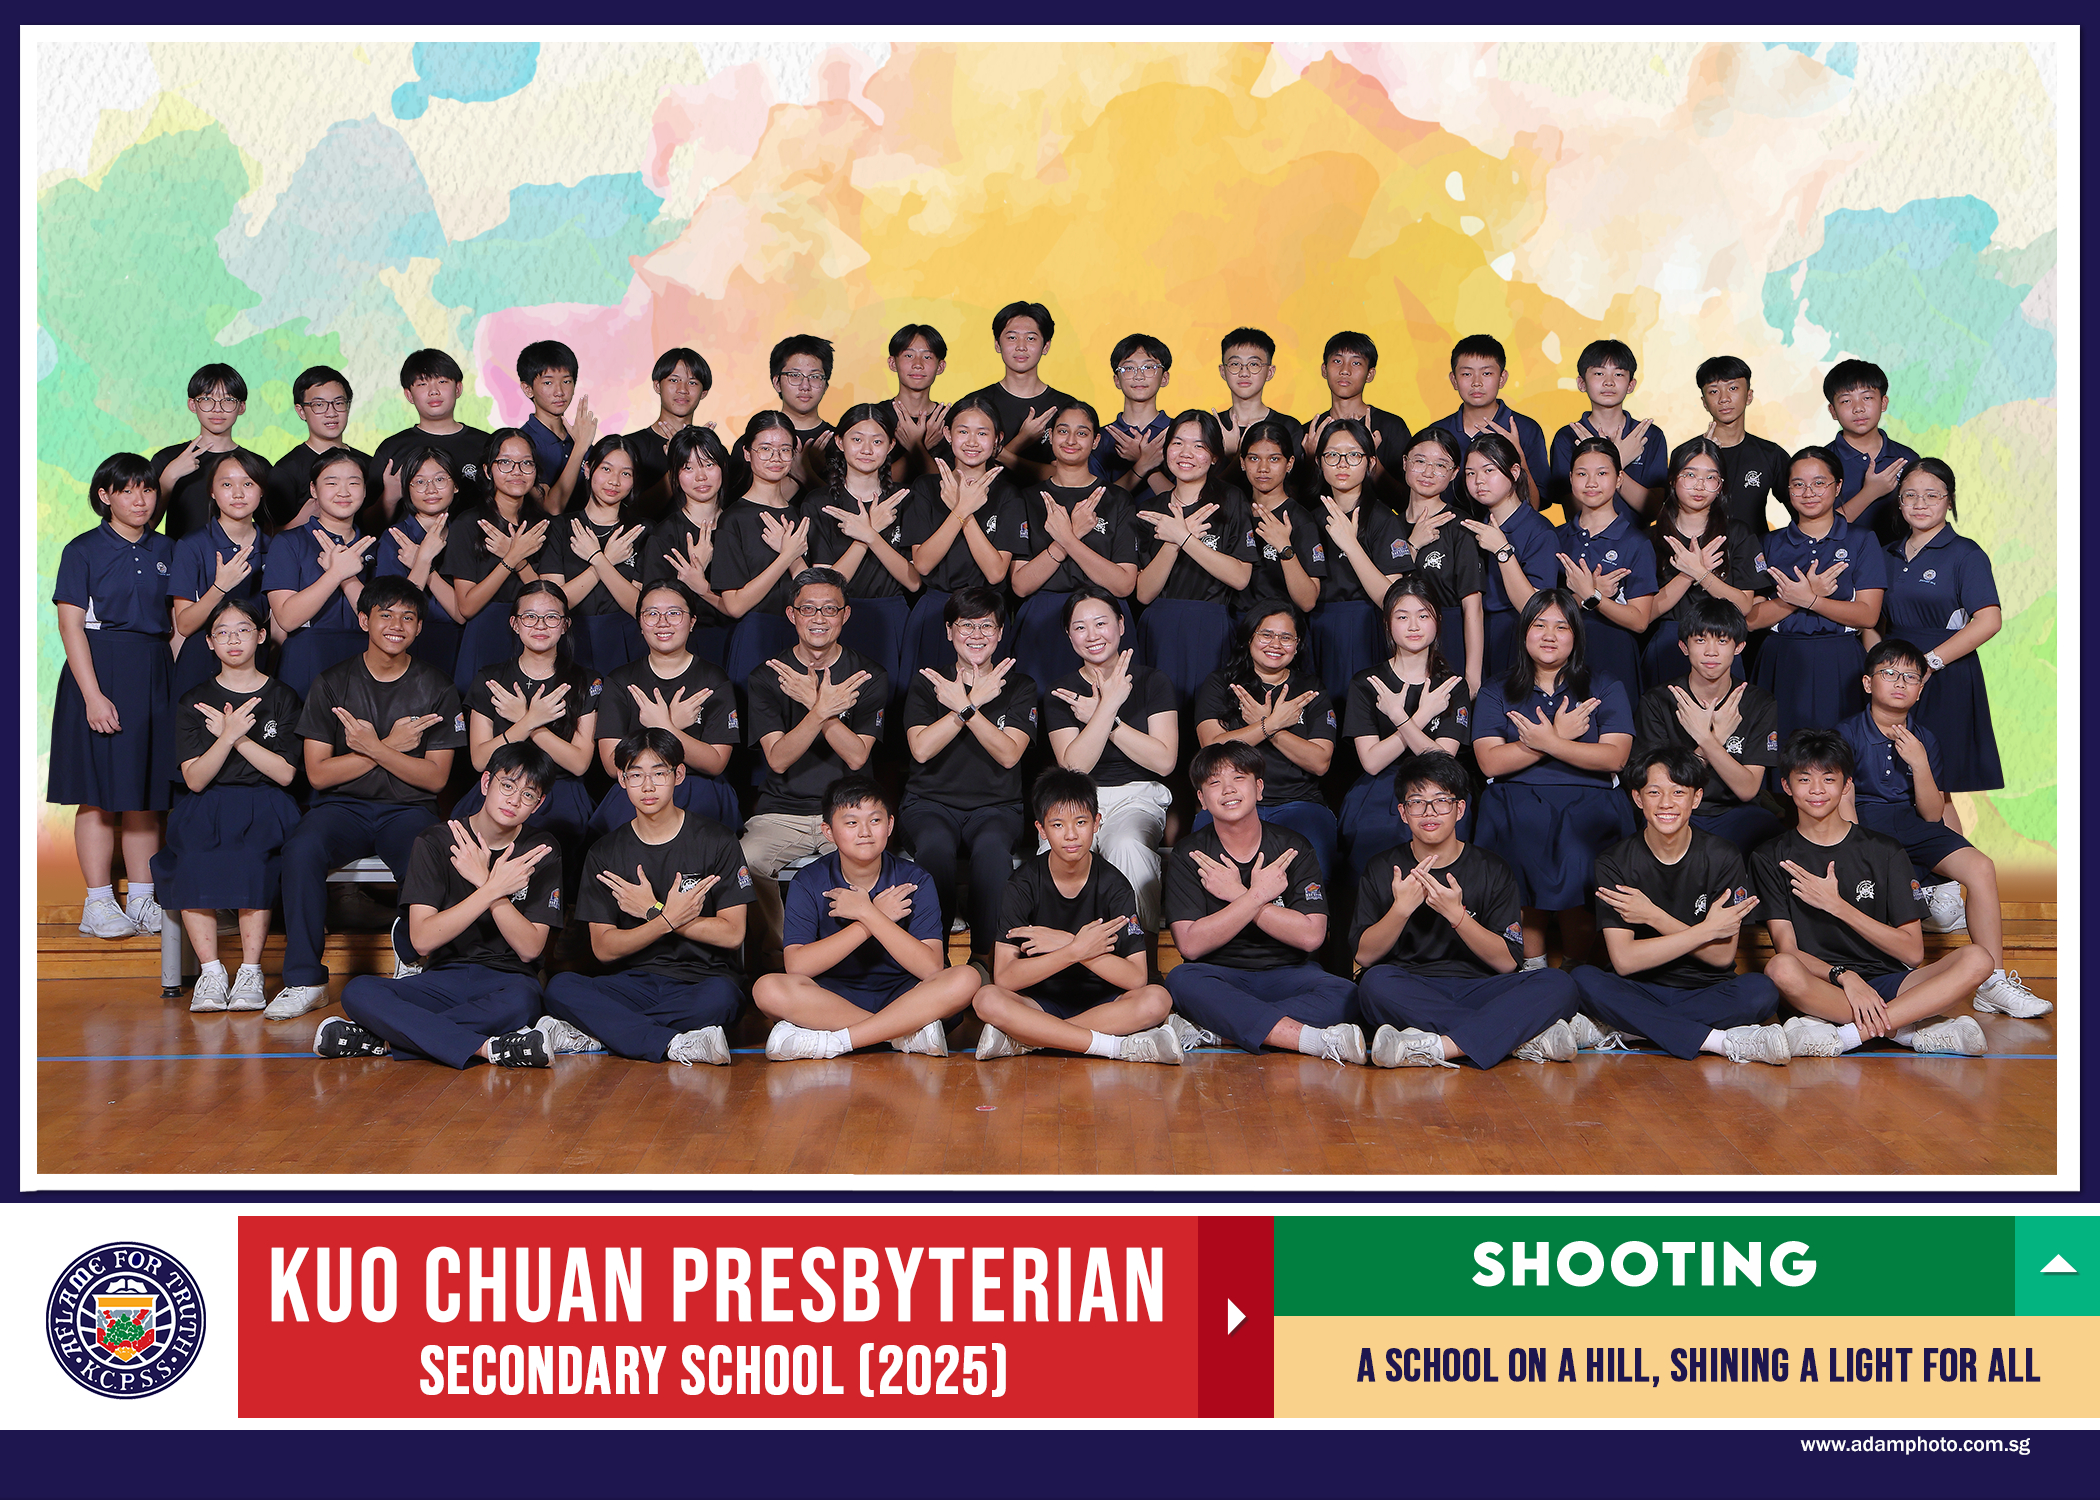 AFLAME FOR TRUTH
K.C.P.S.S.
KUO CHUAN PRESBYTERIAN
SECONDARY SCHOOL (2025)
SHOOTING
A SCHOOL ON A HILL, SHINING A LIGHT FOR ALL
www.adamphoto.com.sg